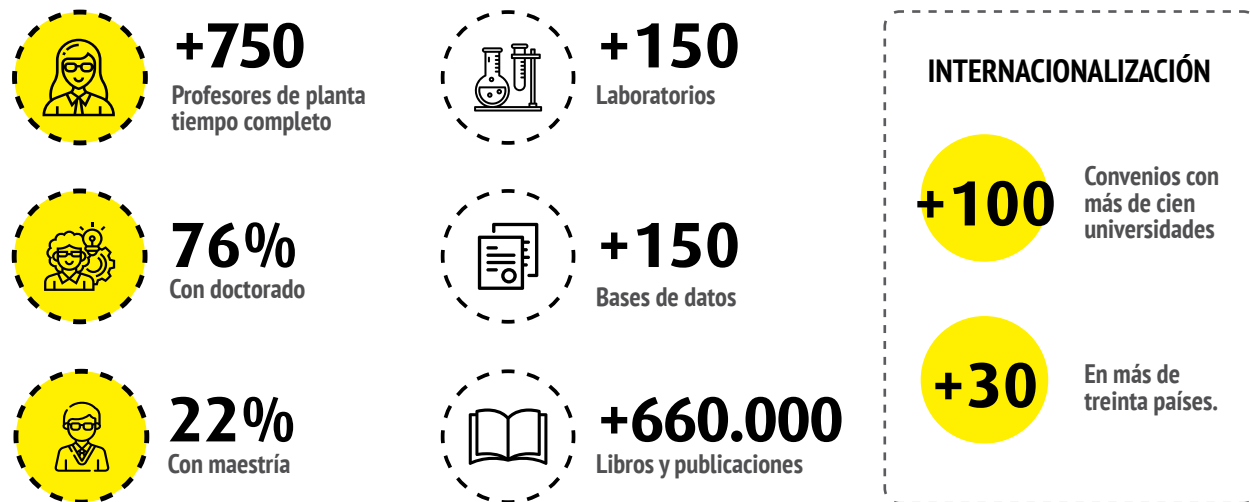 +750
Profesores de planta
tiempo completo
76%
Con doctorado
22%
Con maestría
+150
Laboratorios
+150
Bases de datos
+660.000
Libros y publicaciones
INTERNACIONALIZACIÓN
+100
Convenios con
más de cien
universidades
+30
En más de
treinta países.